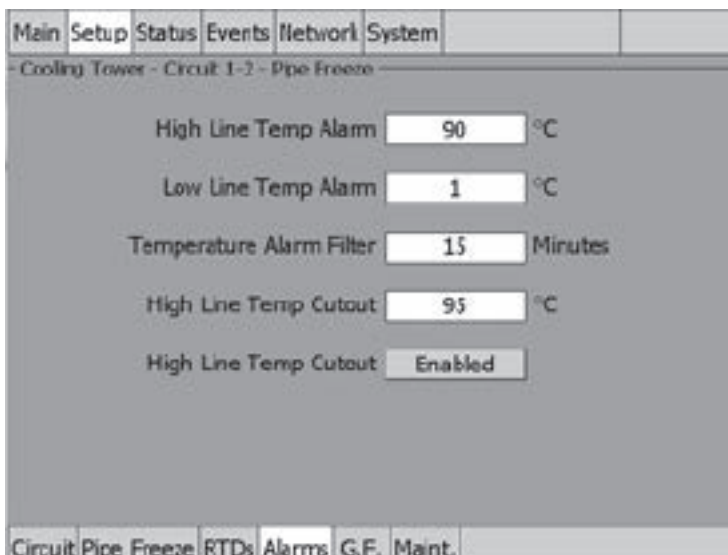 Main Setup Status Events Network System
Cooling Tower - Circuit 1-2 - Pipe Freeze
High Line Temp Alarm 90 °C
Low Line Temp Alarm 1 °C
Temperature Alarm Filter 15 Minutes
High Line Temp Cutout 95 °C
High Line Temp Cutout Enabled
Circuit Pipe Freeze RTDs Alarms G.F. Maint.